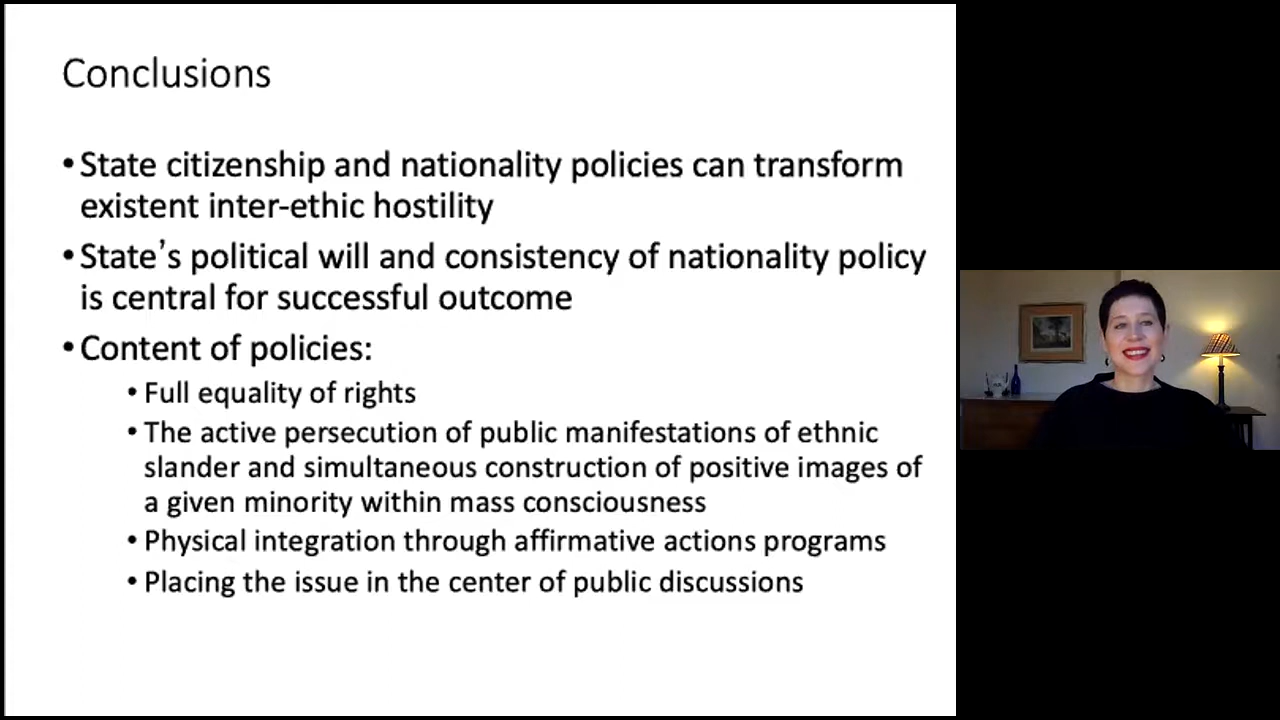 Conclusions
• State citizenship and nationality policies can transform
existent inter-ethic hostility
• State's political will and consistency of nationality policy
is central for successful outcome
• Content of policies:
• Full equality of rights
• The active persecution of public manifestations of ethnic
slander and simultaneous construction of positive images of
a given minority within mass consciousness
• Physical integration through affirmative actions programs
• Placing the issue in the center of public discussions